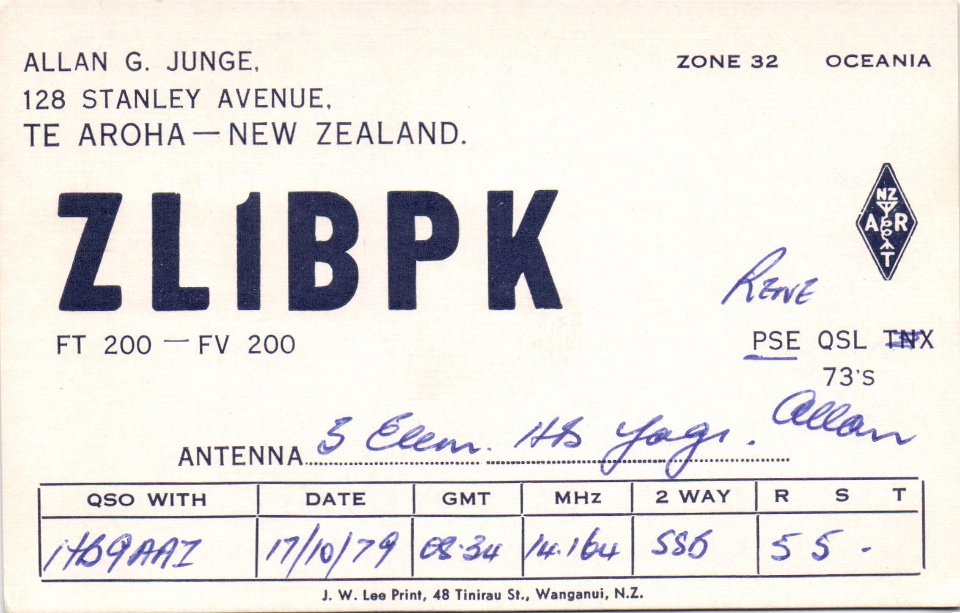 ALLAN G. JUNGE, ZONE 32 OCEANIA
128 STANLEY AVENUE,
TE AROHA — NEW ZEALAND.
NZ
A R
T
ZL1BPK
Rene
FT 200 — FV 200 PSE QSL TNX
73's
Allan
ANTENNA 3 Elem. HB Yagi.
QSO WITH DATE GMT MHz 2 WAY R S T
HB9AAI 17/10/79 08.34 14.164 SSB 5 5 -
J. W. Lee Print, 48 Tinirau St., Wanganui, N.Z.